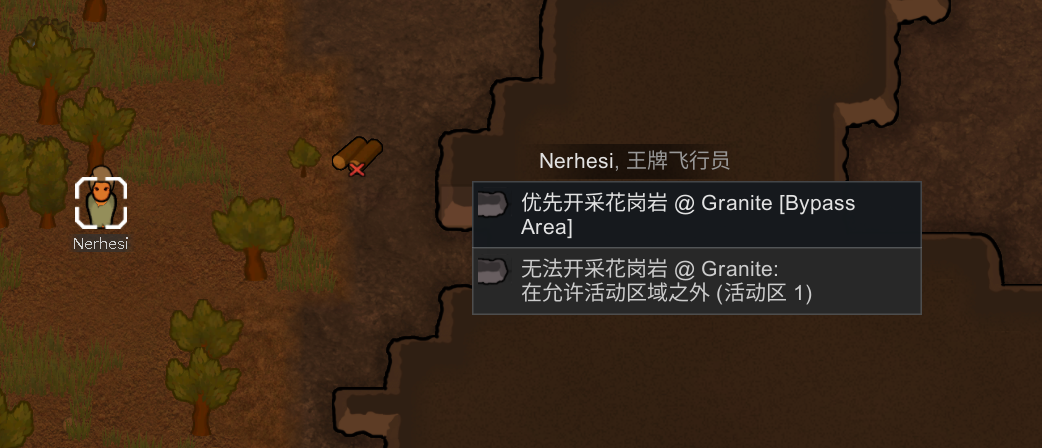 Nerhesi, 王牌飞行员
优先开采花岗岩 @ Granite [Bypass
Area]
Nerhesi
无法开采花岗岩 @ Granite:
在允许活动区域之外 (活动区 1)